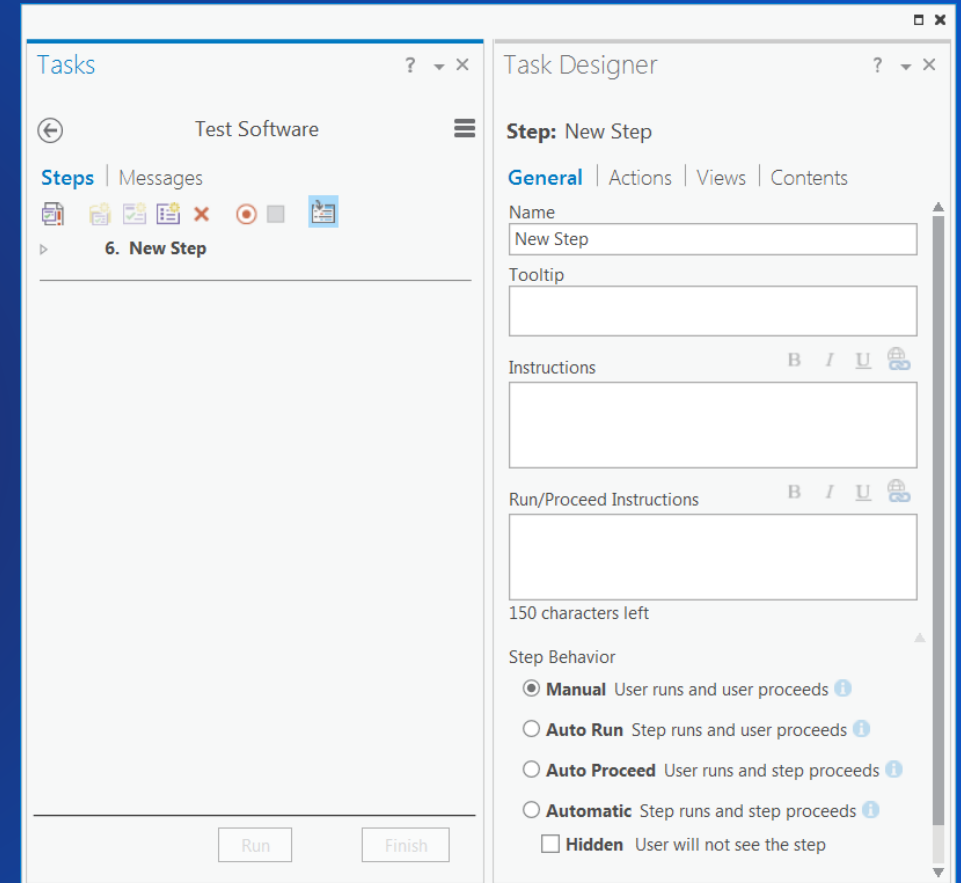 Tasks
?
Test Software
Steps | Messages
6. New Step
Run
Finish
Task Designer
?
Step: New Step
General | Actions | Views | Contents
Name
New Step
Tooltip
Instructions
B I U
Run/Proceed Instructions
B I U
150 characters left
Step Behavior
Manual User runs and user proceeds
Auto Run Step runs and user proceeds
Auto Proceed User runs and step proceeds
Automatic Step runs and step proceeds
Hidden User will not see the step